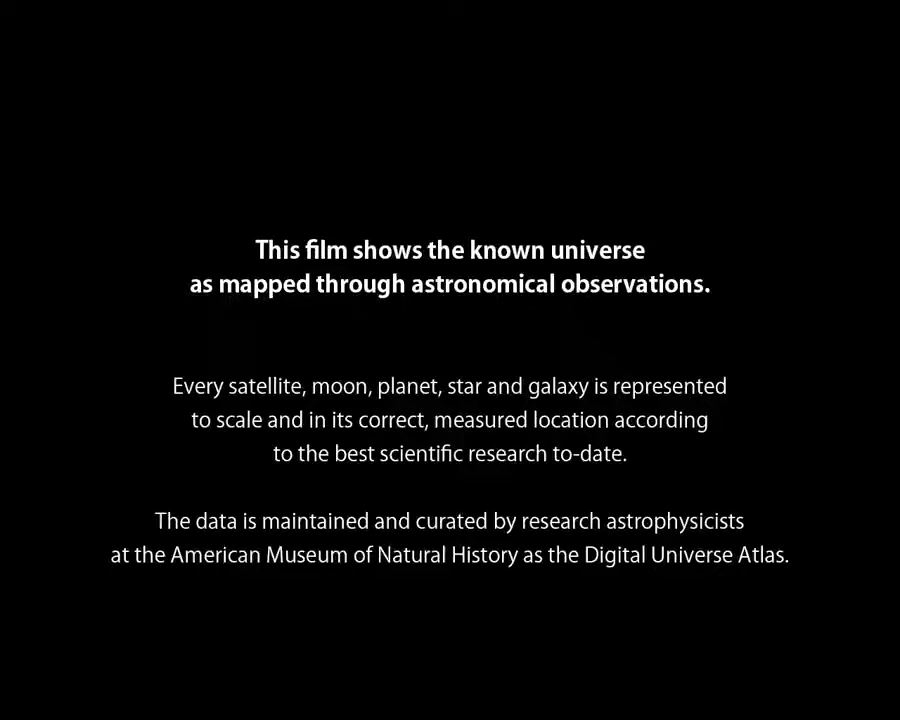 This film shows the known universe
as mapped through astronomical observations.
Every satellite, moon, planet, star and galaxy is represented
to scale and in its correct, measured location according
to the best scientific research to-date.
The data is maintained and curated by research astrophysicists
at the American Museum of Natural History as the Digital Universe Atlas.